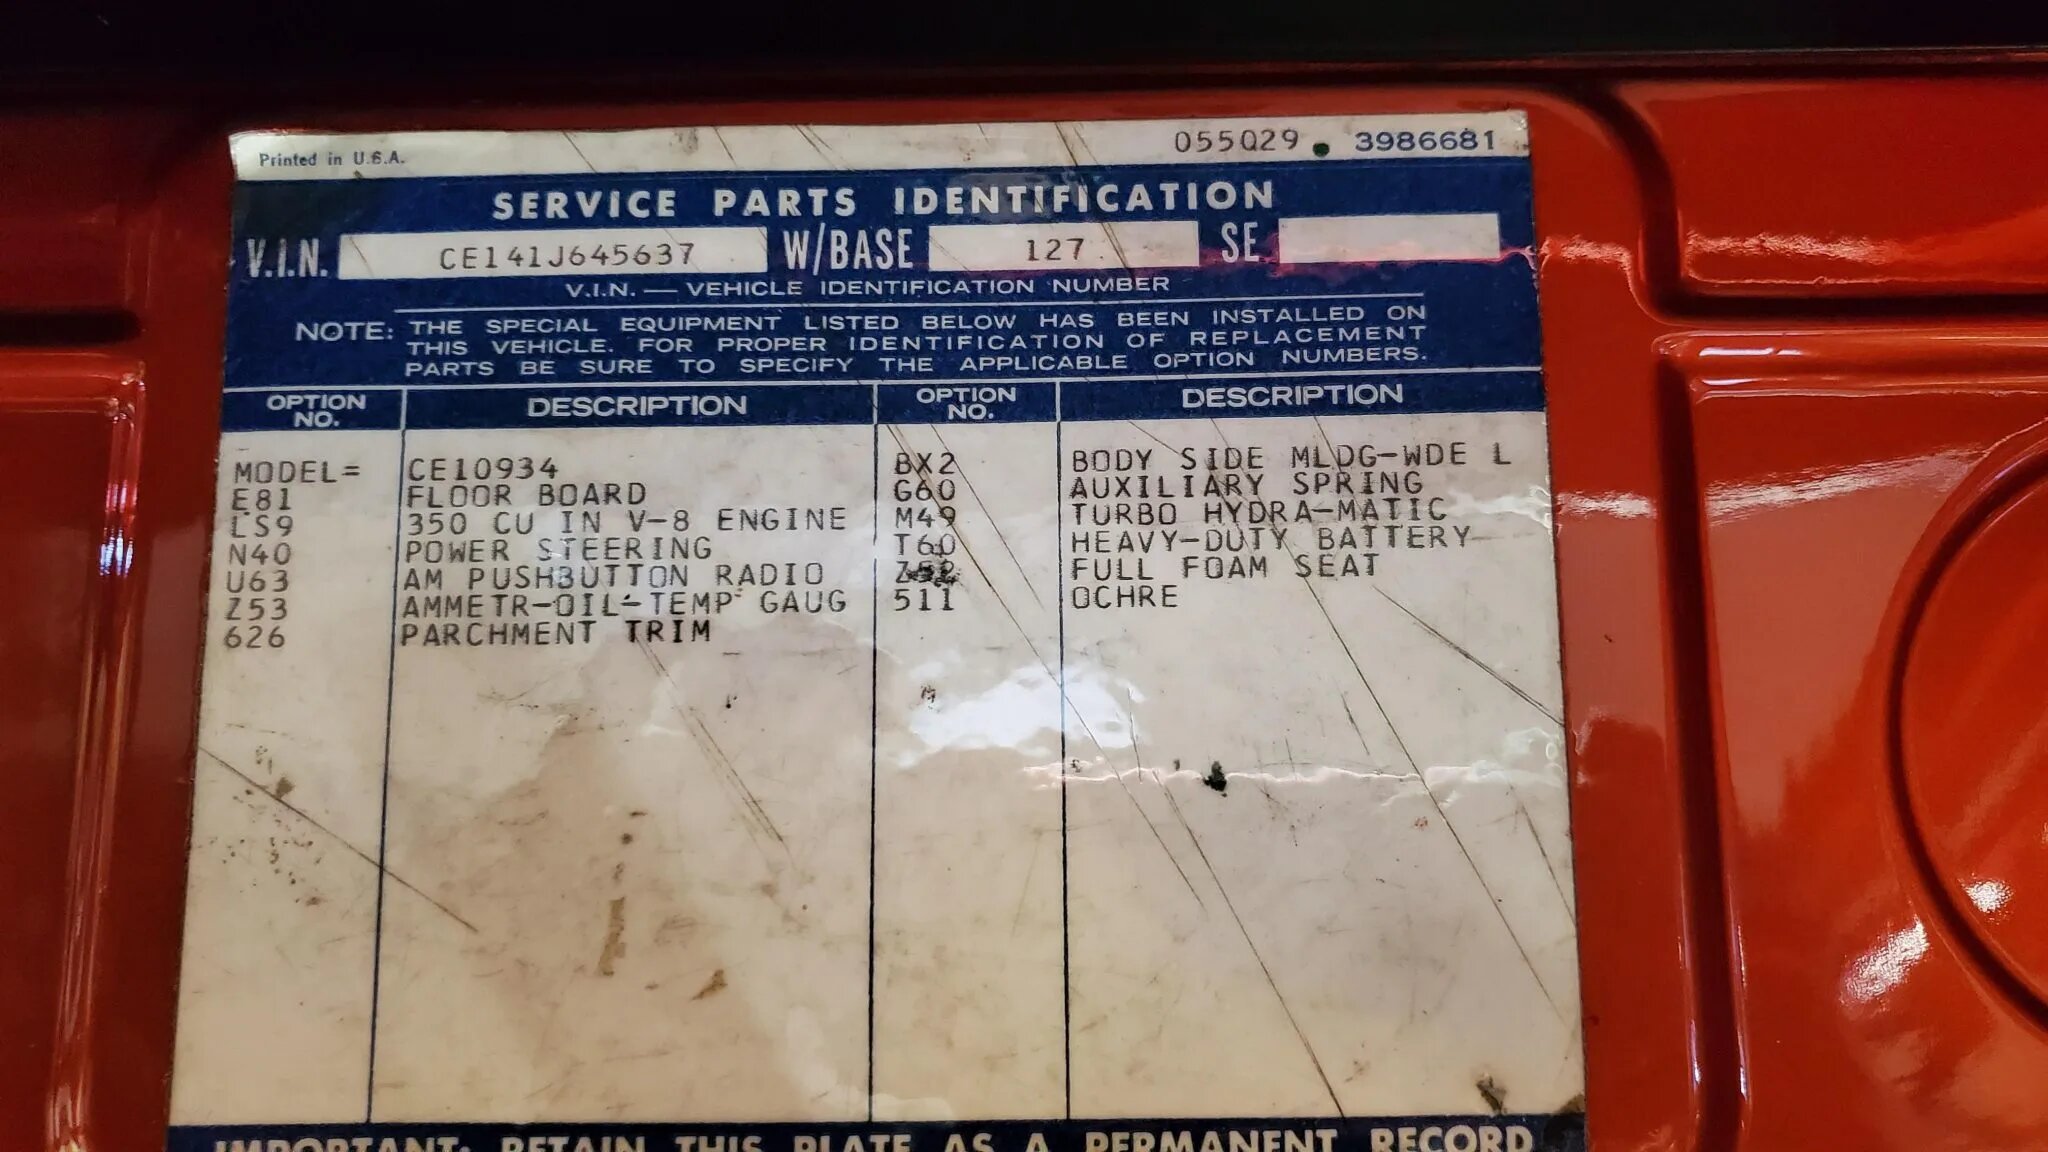 Printed in U.S.A.
055029 3986681
SERVICE PARTS IDENTIFICATION
V.I.N. CE141J645637 W/BASE 127 SE
V.I.N. — VEHICLE IDENTIFICATION NUMBER
NOTE: THE SPECIAL EQUIPMENT LISTED BELOW HAS BEEN INSTALLED ON
THIS VEHICLE. FOR PROPER IDENTIFICATION OF REPLACEMENT
PARTS BE SURE TO SPECIFY THE APPLICABLE OPTION NUMBERS.
OPTION NO. DESCRIPTION OPTION NO. DESCRIPTION
MODEL= CE10934 BX2 BODY SIDE MLDG-WDE L
E81 FLOOR BOARD G60 AUXILIARY SPRING
LS9 350 CU IN V-8 ENGINE M49 TURBO HYDRA-MATIC
N40 POWER STEERING T60 HEAVY-DUTY BATTERY
U63 AM PUSHBUTTON RADIO FULL FOAM SEAT
Z53 AMMETR-OIL-TEMP GAUG 511 OCHRE
626 PARCHMENT TRIM
IMPORTANT: RETAIN THIS PLATE AS A PERMANENT RECORD